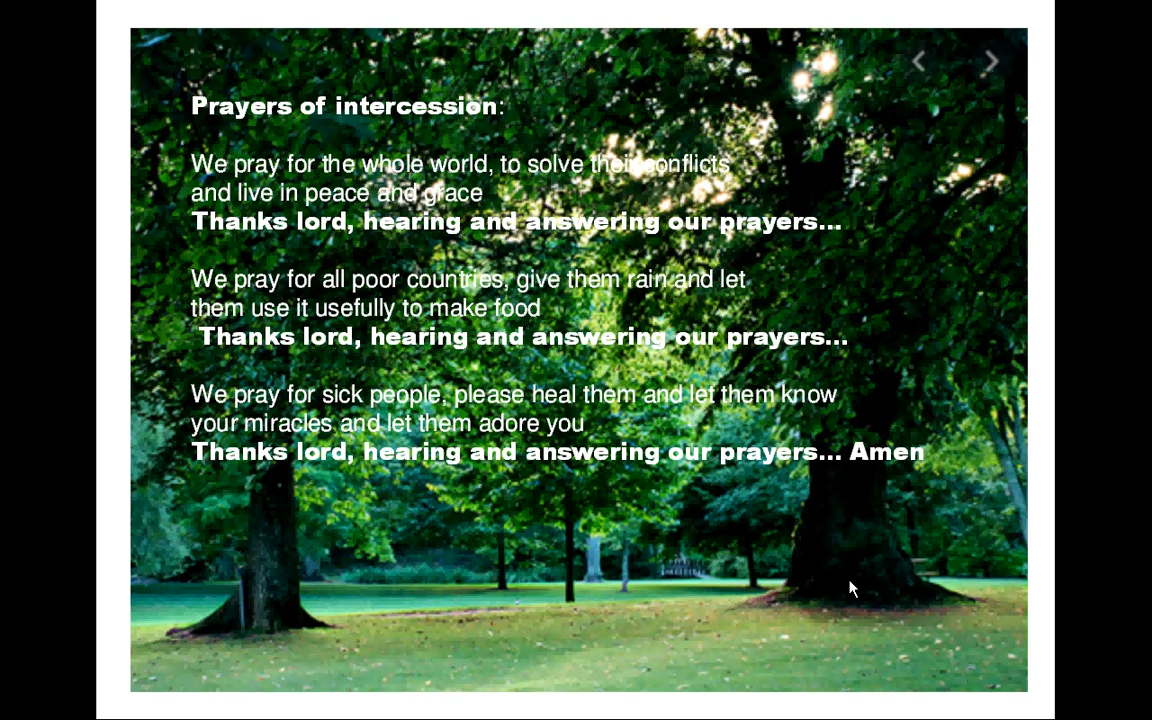 Prayers of intercession:
We pray for the whole world, to solve their conflicts
and live in peace and grace
Thanks lord, hearing and answering our prayers...
We pray for all poor countries, give them rain and let
them use it usefully to make food
Thanks lord, hearing and answering our prayers...
We pray for sick people, please heal them and let them know
your miracles and let them adore you
Thanks lord, hearing and answering our prayers... Amen